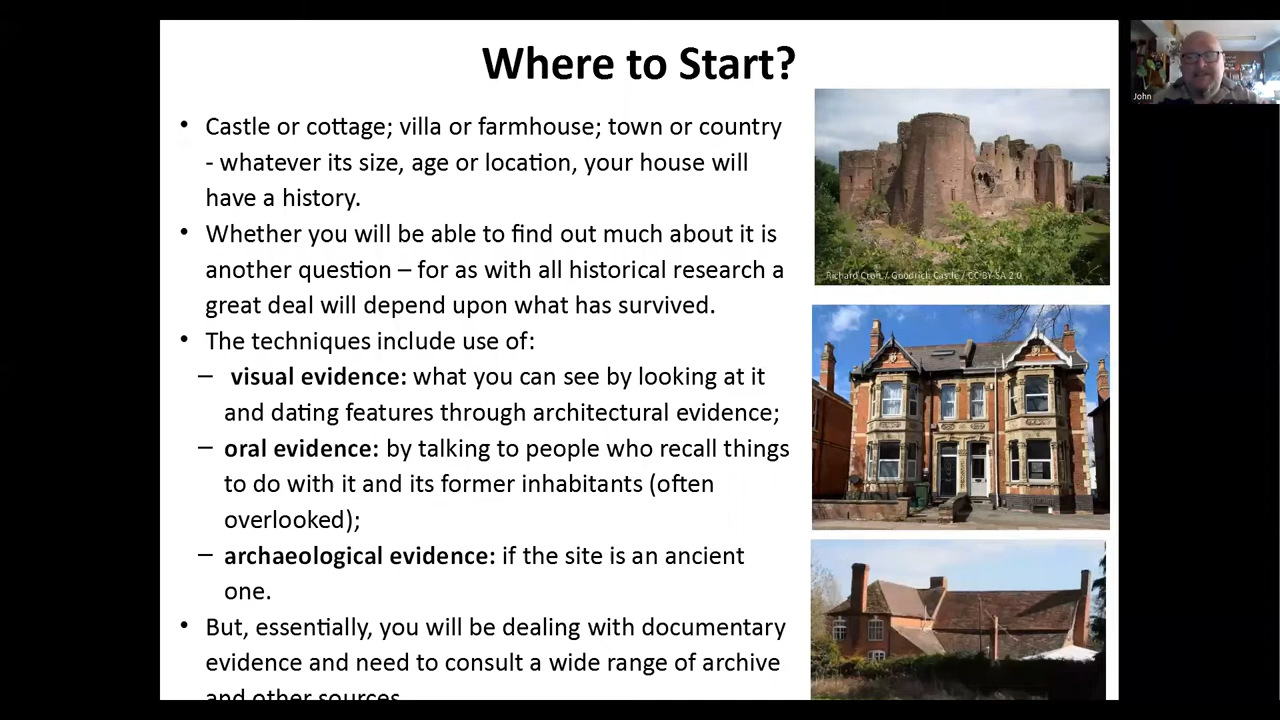 Where to Start?
• Castle or cottage; villa or farmhouse; town or country
- whatever its size, age or location, your house will
have a history.
• Whether you will be able to find out much about it is
another question – for as with all historical research a
great deal will depend upon what has survived.
• The techniques include use of:
– visual evidence: what you can see by looking at it
and dating features through architectural evidence;
– oral evidence: by talking to people who recall things
to do with it and its former inhabitants (often
overlooked);
– archaeological evidence: if the site is an ancient
one.
• But, essentially, you will be dealing with documentary
evidence and need to consult a wide range of archive
and other sources
Richard Croft / Goodrich Castle / CC BY-SA 2.0
John